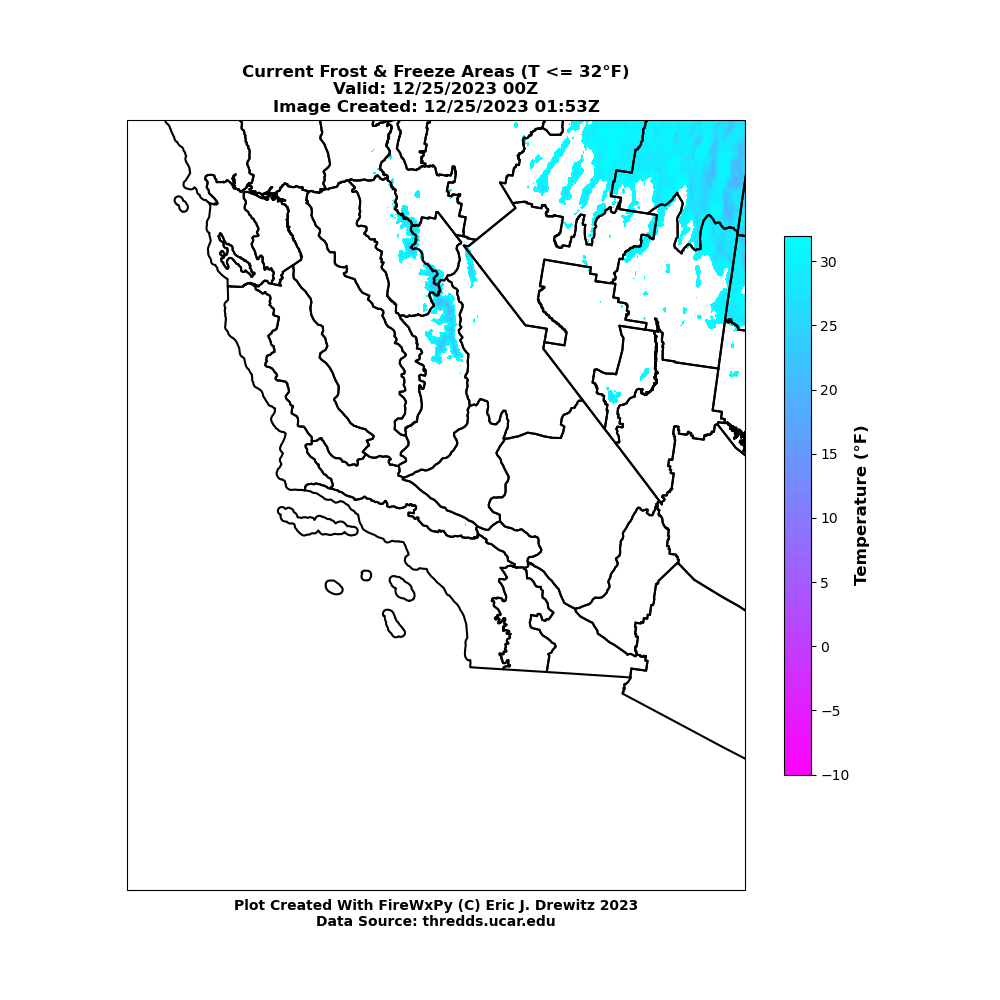 Current Frost & Freeze Areas (T <= 32°F)
Valid: 12/25/2023 00Z
Image Created: 12/25/2023 01:53Z
30
25
20
15
10
5
0
−5
−10
Temperature (°F)
Plot Created With FireWxPy (C) Eric J. Drewitz 2023
Data Source: thredds.ucar.edu